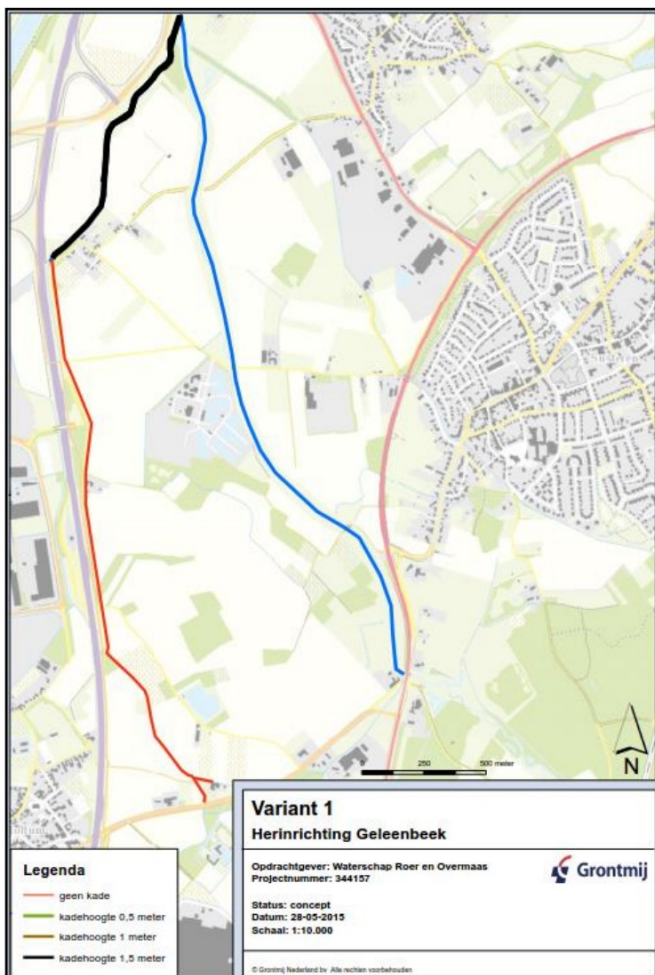 Susteren
0 250 500 meter
N
Variant 1
Herinrichting Geleenbeek
Opdrachtgever: Waterschap Roer en Overmaas
Projectnummer: 344157
Grontmij
Status: concept
Datum: 28-05-2015
Schaal: 1:10.000
© Grontmij Nederland bv Alle rechten voorbehouden
Legenda
geen kade
kadehoogte 0,5 meter
kadehoogte 1 meter
kadehoogte 1,5 meter